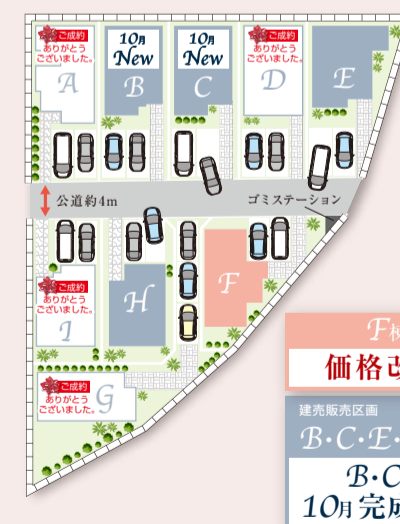 ご成約
ありがとう
ございました。
A
10月
New
B
10月
New
C
ご成約
ありがとう
ございました。
D
E
公道約4m
ゴミステーション
ご成約
ありがとう
ございました。
I
H
F
ご成約
ありがとう
ございました。
G
F棟
価格改
建売販売区画
B・C・E・
B・C
10月完成